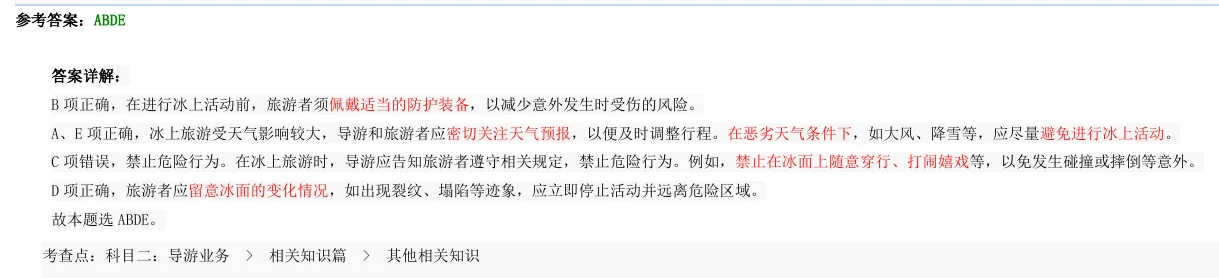 参考答案：ABDE
答案详解：
B 项正确，在进行冰上活动前，旅游者须佩戴适当的防护装备，以减少意外发生时受伤的风险。
A、E 项正确，冰上旅游受天气影响较大，导游和旅游者应密切关注天气预报，以便及时调整行程。在恶劣天气条件下，如大风、降雪等，应尽量避免进行冰上活动。
C 项错误，禁止危险行为。在冰上旅游时，导游应告知旅游者遵守相关规定，禁止危险行为。例如，禁止在冰面上随意穿行、打闹嬉戏等，以免发生碰撞或摔倒等意外。
D 项正确，旅游者应留意冰面的变化情况，如出现裂纹、塌陷等迹象，应立即停止活动并远离危险区域。
故本题选 ABDE。
考查点：科目二：导游业务 > 相关知识篇 > 其他相关知识